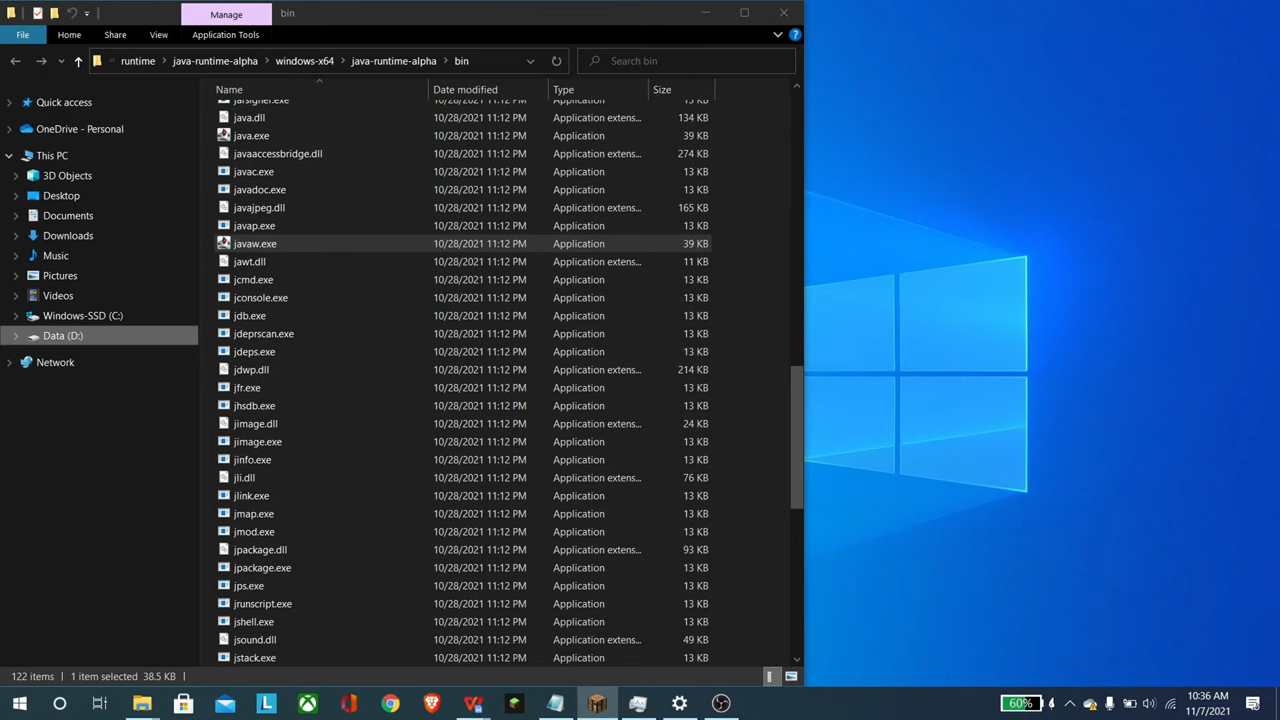 Manage
bin
File
Home
Share
View
Application Tools
runtime
java-runtime-alpha
windows-x64
java-runtime-alpha
bin
Search bin
Name
Date modified
Type
Size
Quick access
OneDrive - Personal
This PC
3D Objects
Desktop
Documents
Downloads
Music
Pictures
Videos
Windows-SSD (C:)
Data (D:)
Network
jarsigner.exe 10/28/2021 11:12 PM Application 13 KB
java.dll 10/28/2021 11:12 PM Application extens... 134 KB
java.exe 10/28/2021 11:12 PM Application 39 KB
javaaccessbridge.dll 10/28/2021 11:12 PM Application extens... 274 KB
javac.exe 10/28/2021 11:12 PM Application 13 KB
javadoc.exe 10/28/2021 11:12 PM Application 13 KB
javajpeg.dll 10/28/2021 11:12 PM Application extens... 165 KB
javap.exe 10/28/2021 11:12 PM Application 13 KB
javaw.exe 10/28/2021 11:12 PM Application 39 KB
jawt.dll 10/28/2021 11:12 PM Application extens... 11 KB
jcmd.exe 10/28/2021 11:12 PM Application 13 KB
jconsole.exe 10/28/2021 11:12 PM Application 13 KB
jdb.exe 10/28/2021 11:12 PM Application 13 KB
jdeprscan.exe 10/28/2021 11:12 PM Application 13 KB
jdeps.exe 10/28/2021 11:12 PM Application 13 KB
jdwp.dll 10/28/2021 11:12 PM Application extens... 214 KB
jfr.exe 10/28/2021 11:12 PM Application 13 KB
jhsdb.exe 10/28/2021 11:12 PM Application 13 KB
jimage.dll 10/28/2021 11:12 PM Application extens... 24 KB
jimage.exe 10/28/2021 11:12 PM Application 13 KB
jinfo.exe 10/28/2021 11:12 PM Application 13 KB
jli.dll 10/28/2021 11:12 PM Application extens... 76 KB
jlink.exe 10/28/2021 11:12 PM Application 13 KB
jmap.exe 10/28/2021 11:12 PM Application 13 KB
jmod.exe 10/28/2021 11:12 PM Application 13 KB
jpackage.dll 10/28/2021 11:12 PM Application extens... 93 KB
jpackage.exe 10/28/2021 11:12 PM Application 13 KB
jps.exe 10/28/2021 11:12 PM Application 13 KB
jrunscript.exe 10/28/2021 11:12 PM Application 13 KB
jshell.exe 10/28/2021 11:12 PM Application 13 KB
jsound.dll 10/28/2021 11:12 PM Application extens... 49 KB
jstack.exe 10/28/2021 11:12 PM Application 13 KB
122 items
1 item selected 38.5 KB
L
60%
10:36 AM
11/7/2021